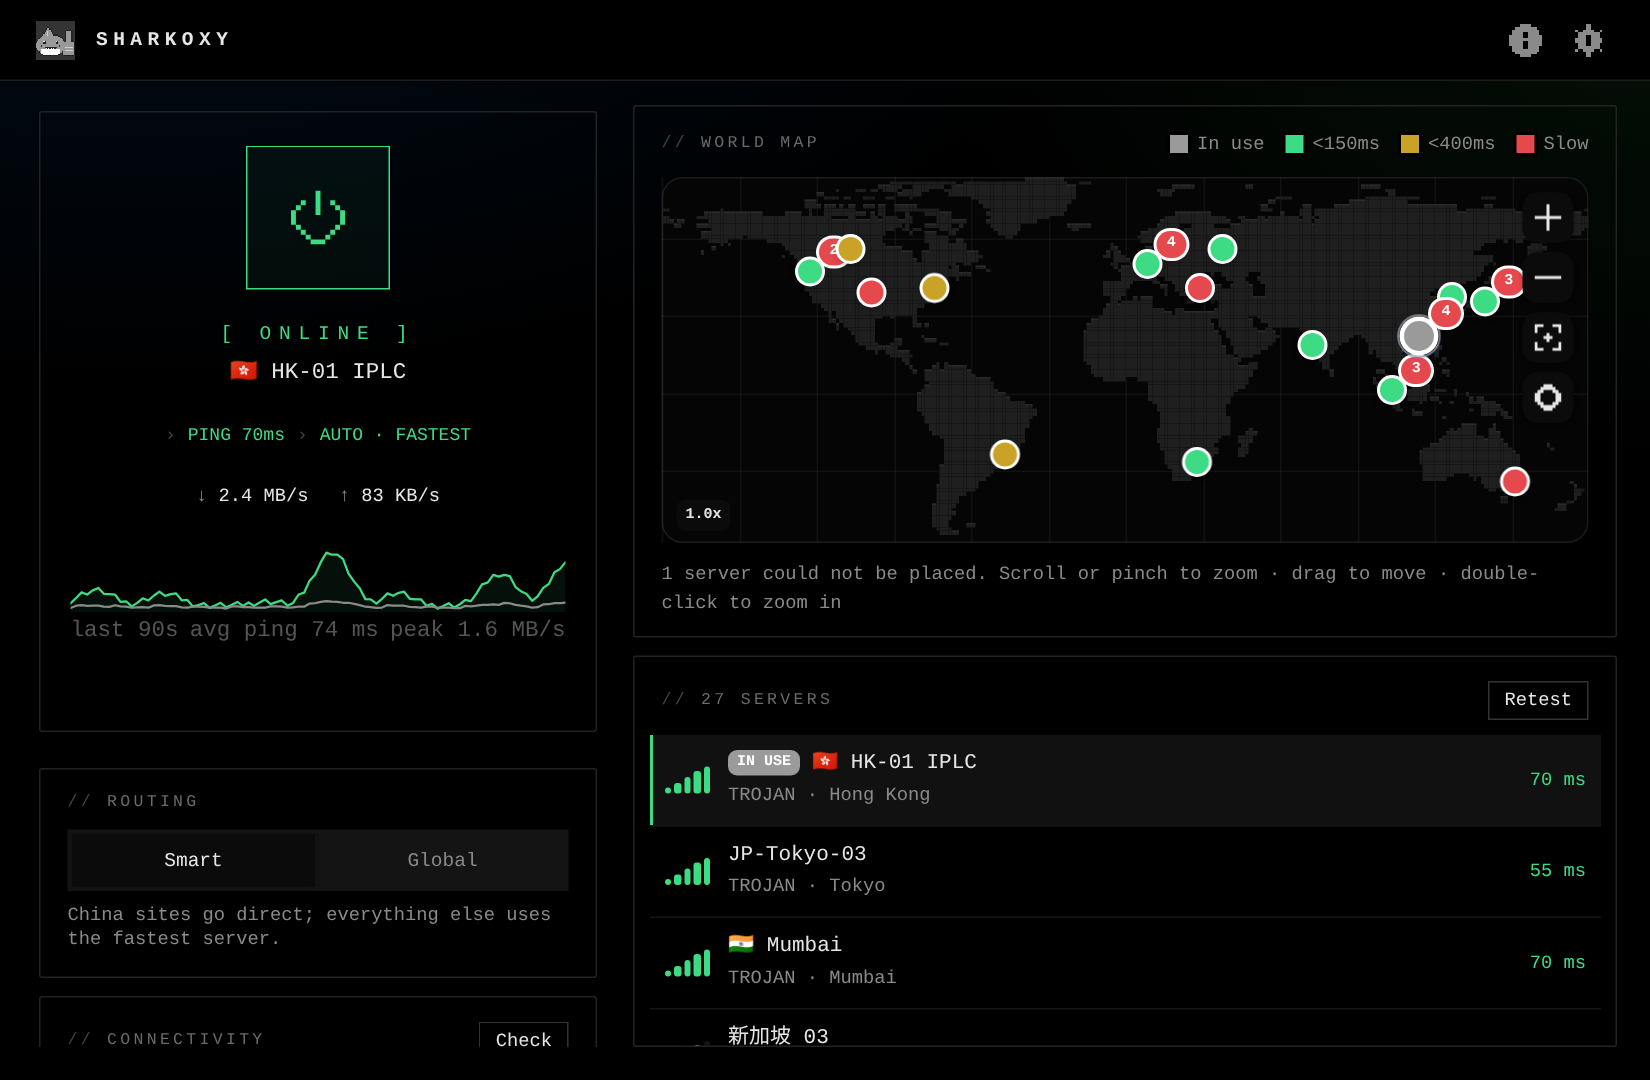 SHARKOXY
[ ONLINE ]
🇭🇰 HK-01 IPLC
› PING 70ms › AUTO · FASTEST
↓ 2.4 MB/s ↑ 83 KB/s
last 90s avg ping 74 ms peak 1.6 MB/s
// ROUTING
Smart Global
China sites go direct; everything else uses
the fastest server.
// CONNECTIVITY Check
// WORLD MAP In use <150ms <400ms Slow
2
4
3
4
3
1.0x
1 server could not be placed. Scroll or pinch to zoom · drag to move · double-
click to zoom in
// 27 SERVERS Retest
IN USE 🇭🇰 HK-01 IPLC
TROJAN · Hong Kong
70 ms
JP-Tokyo-03
TROJAN · Tokyo
55 ms
🇮🇳 Mumbai
TROJAN · Mumbai
70 ms
新加坡 03